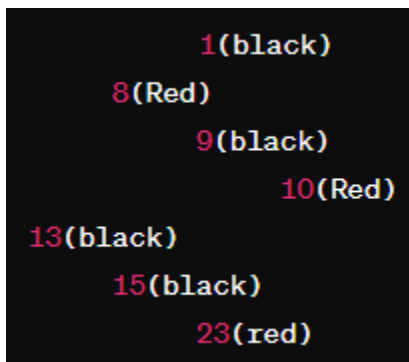 1(black)
8(Red)
9(black)
10(Red)
13(black)
15(black)
23(red)